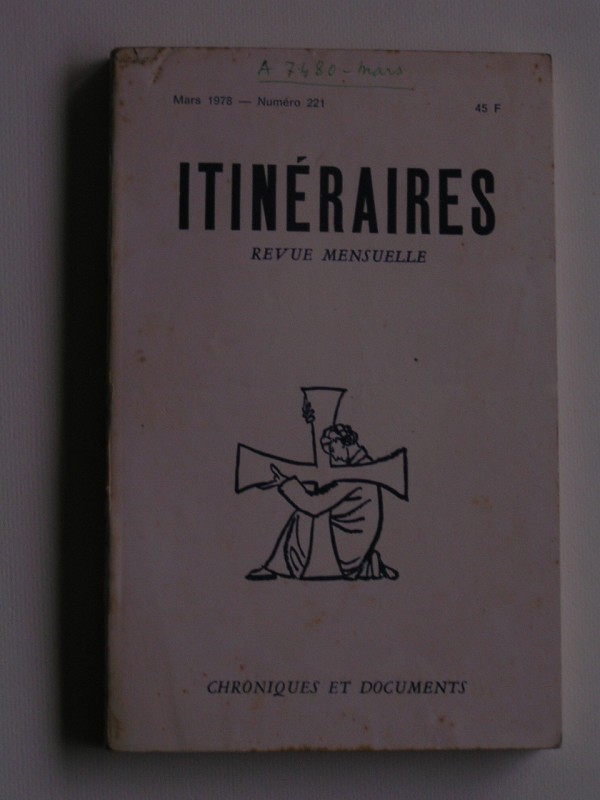 A 7480 - Mars
Mars 1978 — Numéro 221
45 F
ITINÉRAIRES
REVUE MENSUELLE
CHRONIQUES ET DOCUMENTS